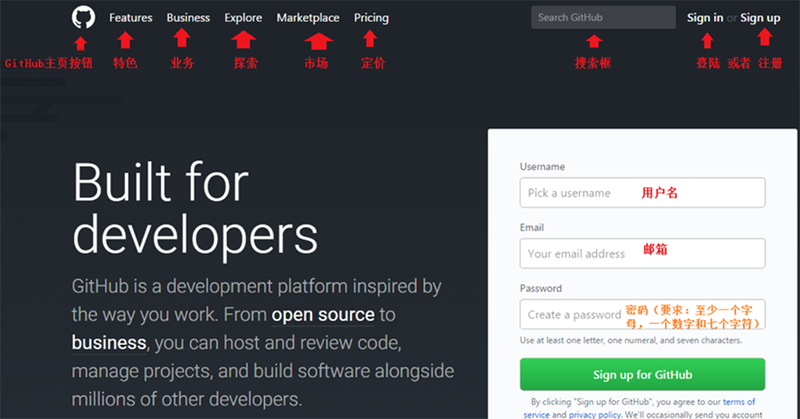 Features Business Explore Marketplace Pricing Search GitHub Sign in or Sign up
GitHub主页按钮 特色 业务 探索 市场 定价 搜索框 登陆 或者 注册
Built for
developers
GitHub is a development platform inspired by
the way you work. From open source to
business, you can host and review code,
manage projects, and build software alongside
millions of other developers.
Username
Pick a username 用户名
Email
Your email address 邮箱
Password
Create a password 密码（要求：至少一个字
母，一个数字和七个字符）
Use at least one letter, one numeral, and seven characters.
Sign up for GitHub
By clicking "Sign up for GitHub", you agree to our terms of
service and privacy policy. We'll occasionally send you account